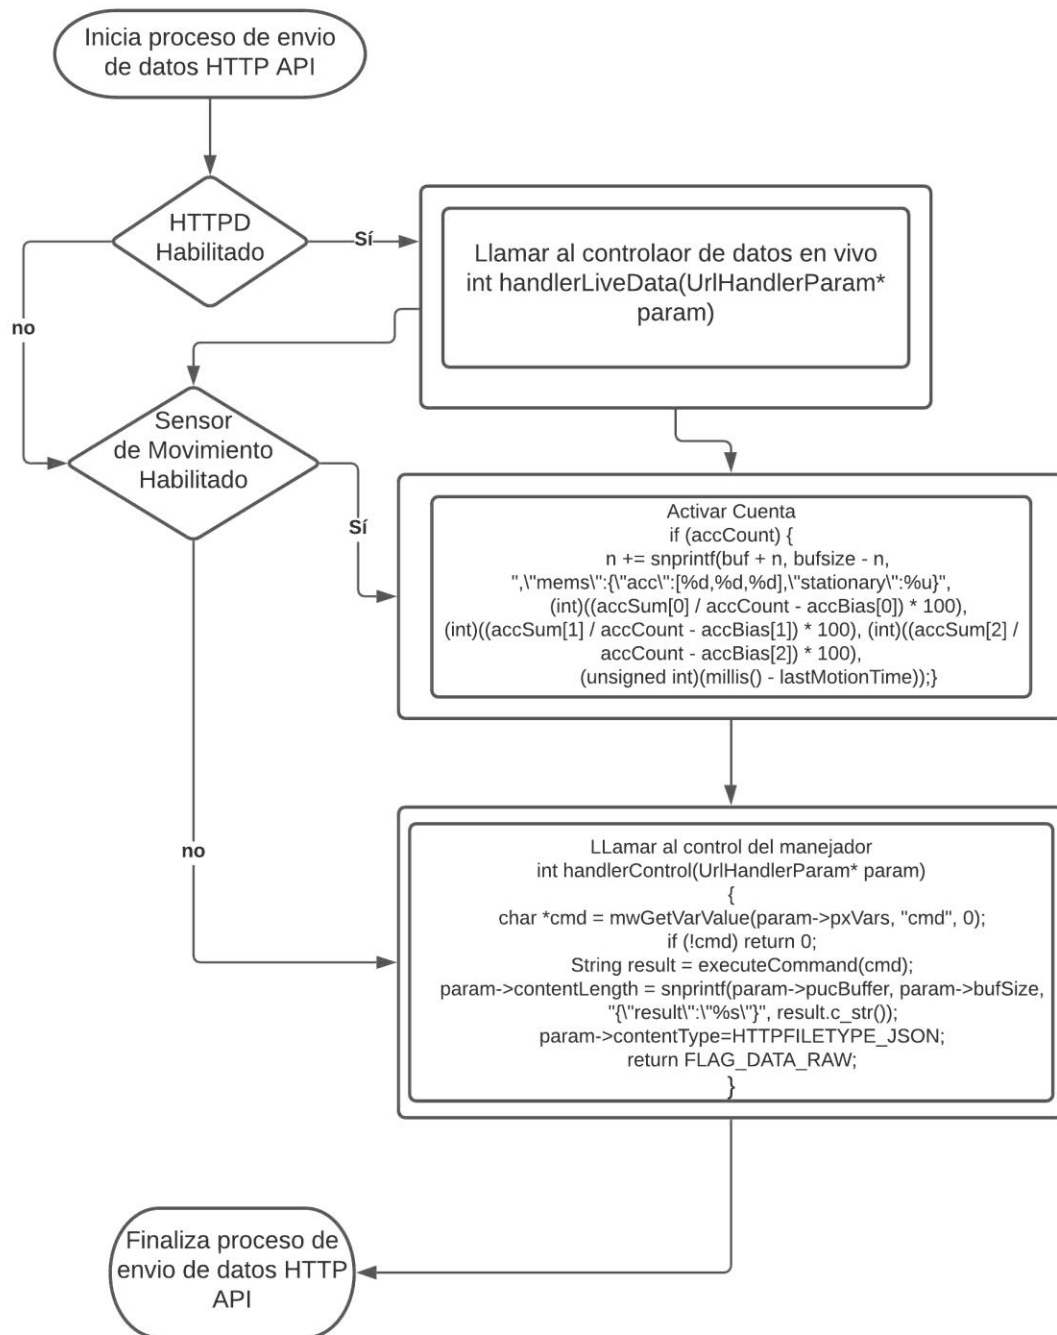 Inicia proceso de envio
de datos HTTP API
HTTPD
Habilitado
Sí
no
Llamar al controlaor de datos en vivo
int handlerLiveData(UrlHandlerParam*
param)
Sensor
de Movimiento
Habilitado
Sí
no
Activar Cuenta
if (accCount) {
n += snprintf(buf + n, bufsize - n,
",\"mems\":{\"acc\":[%d,%d,%d],\"stationary\":%u}",
(int)((accSum[0] / accCount - accBias[0]) * 100),
(int)((accSum[1] / accCount - accBias[1]) * 100), (int)((accSum[2] /
accCount - accBias[2]) * 100),
(unsigned int)(millis() - lastMotionTime));}
LLamar al control del manejador
int handlerControl(UrlHandlerParam* param)
{
char *cmd = mwGetVarValue(param->pxVars, "cmd", 0);
if (!cmd) return 0;
String result = executeCommand(cmd);
param->contentLength = snprintf(param->pucBuffer, param->bufSize,
"{\"result\":\"%s\"}", result.c_str());
param->contentType=HTTPFILETYPE_JSON;
return FLAG_DATA_RAW;
}
Finaliza proceso de
envio de datos HTTP
API